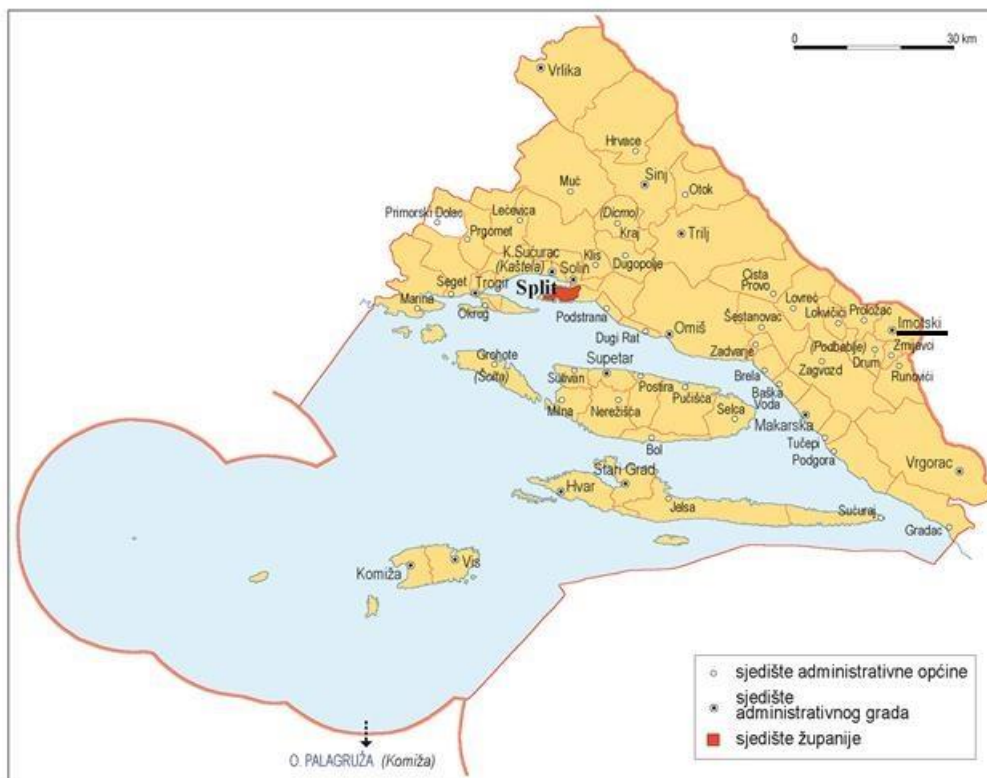 0 30 km
Vrlika
Hrvace
Sinj
Muć
Otok
Primorski Dolac
Lećevica
(Dicmo)
Kraj
Trilj
Prgomet
K.Sućurac
(Kaštela)
Klis
Solin
Dugopolje
Seget
Trogir
Split
Marina
Okrog
Podstrana
Cista
Provo
Lovreć
Lokvičići
Proložac
Imotski
Šestanovac
Dugi Rat
Omiš
Zadvarje
(Podbablje)
Drum
Zmijavci
Zagvozd
Runovići
Grohote
(Šolta)
Supetar
Sutivan
Postira
Pučišća
Brela
Baška
Voda
Milna
Nerežišća
Selca
Makarska
Bol
Tučepi
Podgora
Stari Grad
Hvar
Jelsa
Vrgorac
Sućuraj
Gradac
Komiža
Vis
O. PALAGRUŽA (Komiža)
sjedište administrativne općine
sjedište
administrativnog grada
sjedište županije